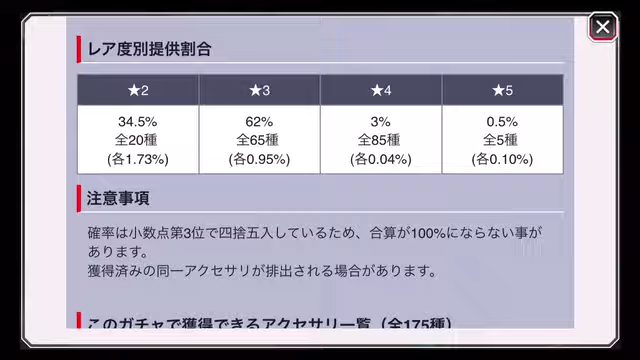 レア度別提供割合
★2 ★3 ★4 ★5
34.5% 62% 3% 0.5%
全20種 全65種 全85種 全5種
(各1.73%) (各0.95%) (各0.04%) (各0.10%)
注意事項
確率は小数点第3位で四捨五入しているため、合算が100%にならない事が
あります。
獲得済みの同一アクセサリが排出される場合があります。
このガチャで獲得できるアクセサリ一覧（全175種）